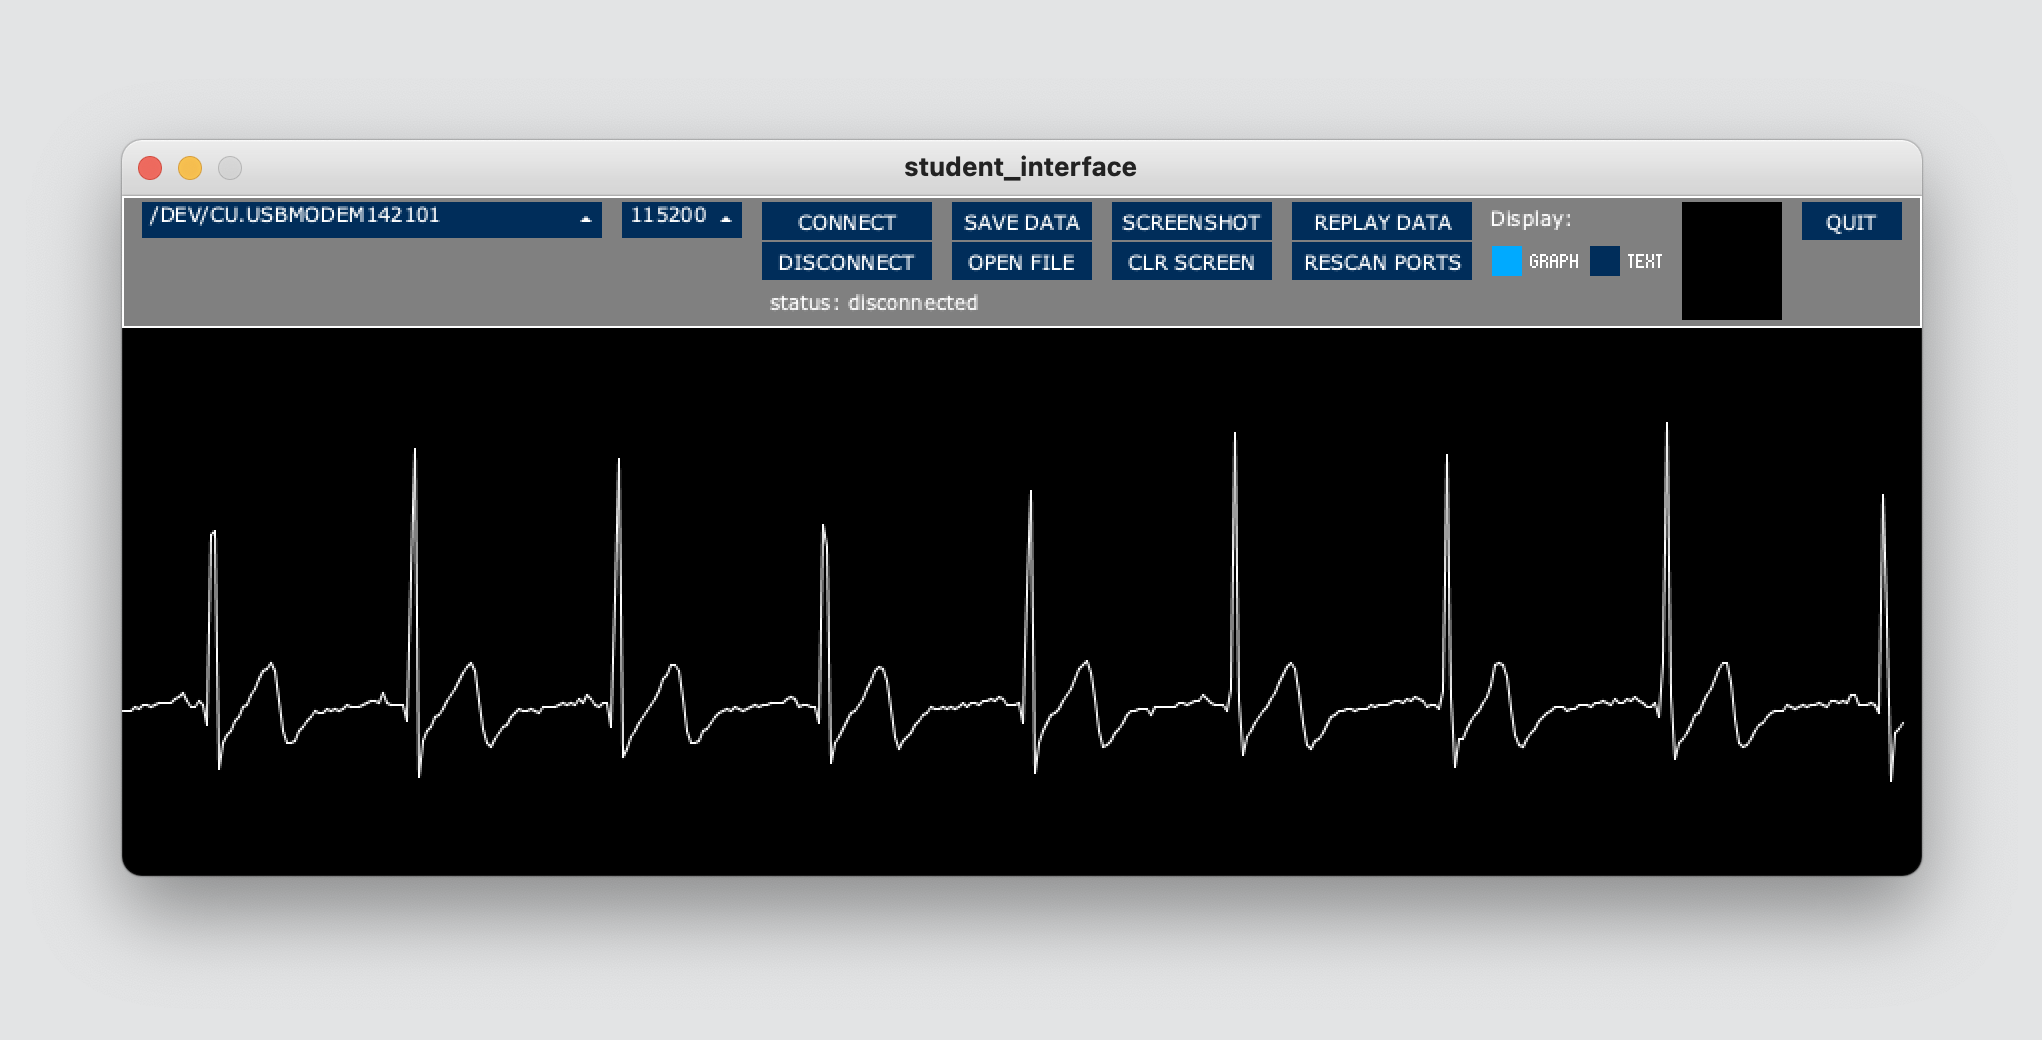 student_interface
/DEV/CU.USBMODEM142101 115200 CONNECT SAVE DATA SCREENSHOT REPLAY DATA Display: QUIT
DISCONNECT OPEN FILE CLR SCREEN RESCAN PORTS GRAPH TEXT
status: disconnected